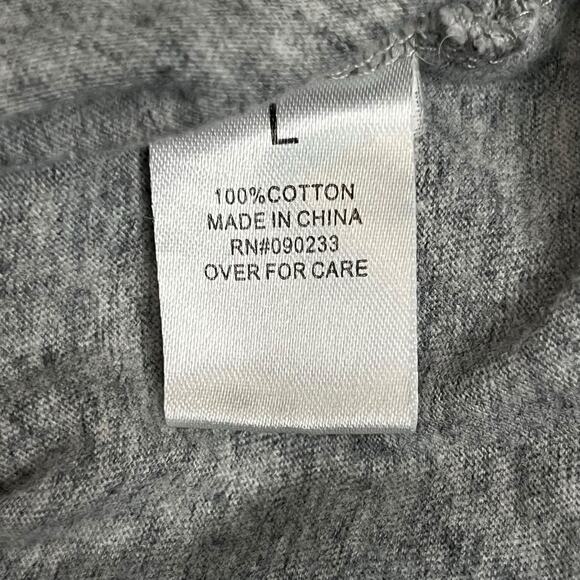 L
100%COTTON
MADE IN CHINA
RN#090233
OVER FOR CARE